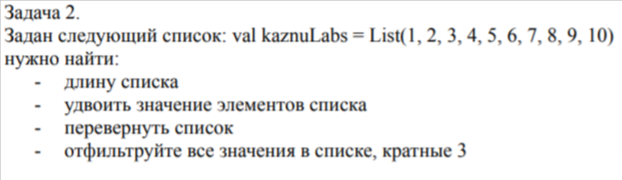 Задача 2.
Задан следующий список: val kaznuLabs = List(1, 2, 3, 4, 5, 6, 7, 8, 9, 10)
нужно найти:
- длину списка
- удвоить значение элементов списка
- перевернуть список
- отфильтруйте все значения в списке, кратные 3